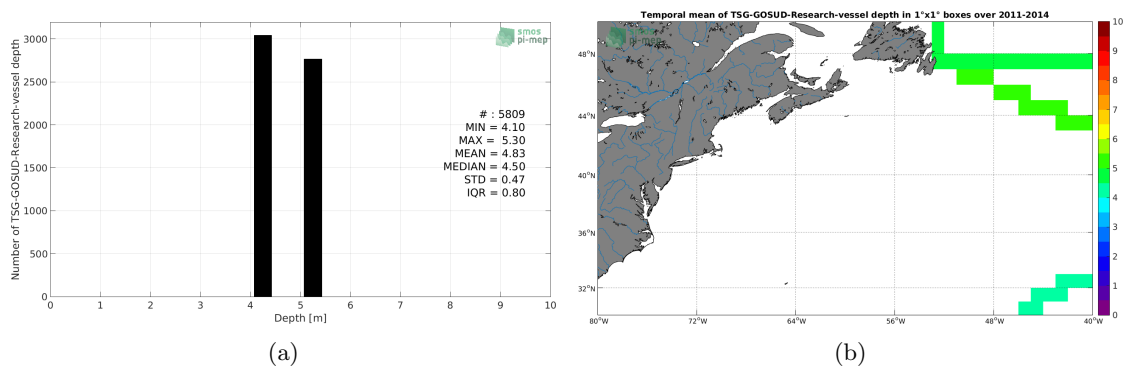 smos
pi-mep
3000
2500
2000
1500
1000
500
0
Number of TSG-GOSUD-Research-vessel depth
# : 5809
MIN = 4.10
MAX = 5.30
MEAN = 4.83
MEDIAN = 4.50
STD = 0.47
IQR = 0.80
0 1 2 3 4 5 6 7 8 9 10
Depth [m]
(a)
Temporal mean of TSG-GOSUD-Research-vessel depth in 1°x1° boxes over 2011-2014
smos
pi-mep
48°N
44°N
40°N
36°N
32°N
80°W 72°W 64°W 56°W 48°W 40°W
10
9
8
7
6
5
4
3
2
1
0
(b)